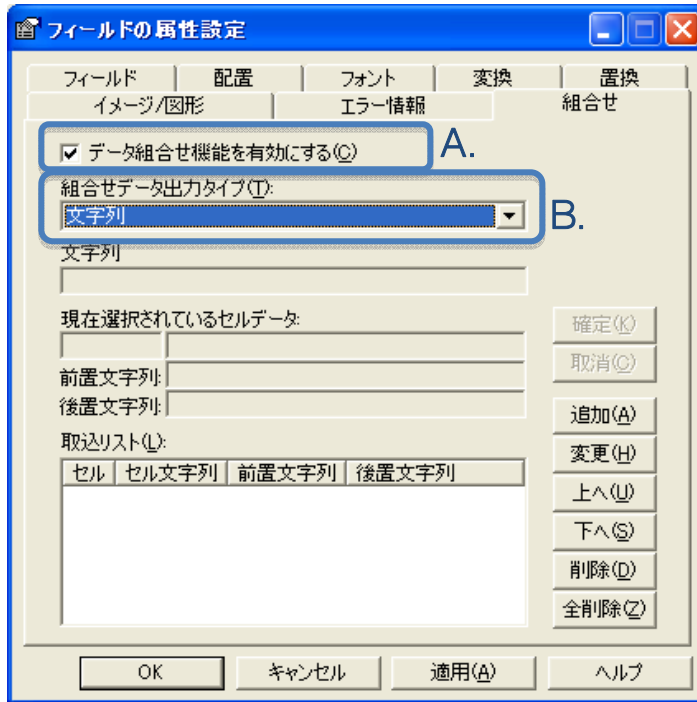 フィールドの属性設定
フィールド 配置 フォント 変換 置換
イメージ/図形 エラー情報 組合せ
データ組合せ機能を有効にする(C) A.
組合せデータ出力タイプ(T):
文字列 B.
文字列
現在選択されているセルデータ:
確定(K)
取消(C)
前置文字列:
後置文字列:
追加(A)
取込リスト(L):
変更(H)
セル セル文字列 前置文字列 後置文字列
上へ(U)
下へ(S)
削除(D)
全削除(Z)
OK キャンセル 適用(A) ヘルプ